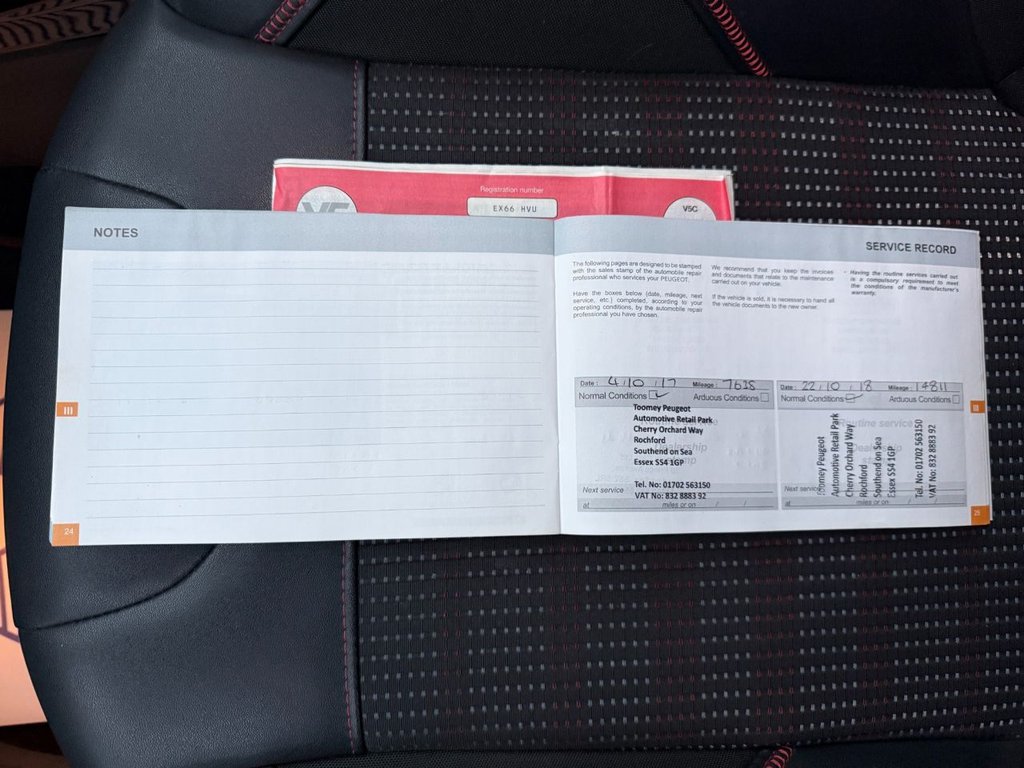 Registration number
EX66 HVU
V5C
NOTES
III
24
SERVICE RECORD
The following pages are designed to be stamped
with the sales stamp of the automobile repair
professional who services your PEUGEOT.
Have the boxes below (date, mileage, next
service, etc.) completed, according to your
operating conditions, by the automobile repair
professional you have chosen.
We recommend that you keep the invoices
and documents that relate to the maintenance
carried out on your vehicle.
If the vehicle is sold, it is necessary to hand all
the vehicle documents to the new owner.
* Having the routine services carried out
is a compulsory requirement to meet
the conditions of the manufacturer's
warranty.
Date : 4/10/17 Mileage : 7618
Normal Conditions Arduous Conditions
Toomey Peugeot
Automotive Retail Park
Cherry Orchard Way
Rochford
Southend on Sea
Essex SS4 1GP
Tel. No: 01702 563150
VAT No: 832 8883 92
Next service
at miles or on / /
Date : 22/10/18 Mileage : 14811
Normal Conditions Arduous Conditions
Routine service
Dealership
Toomey Peugeot
Automotive Retail Park
Cherry Orchard Way
Rochford
Southend on Sea
Essex SS4 1GP
Tel. No: 01702 563150
VAT No: 832 8883 92
Next service
at miles or on / /
III
25